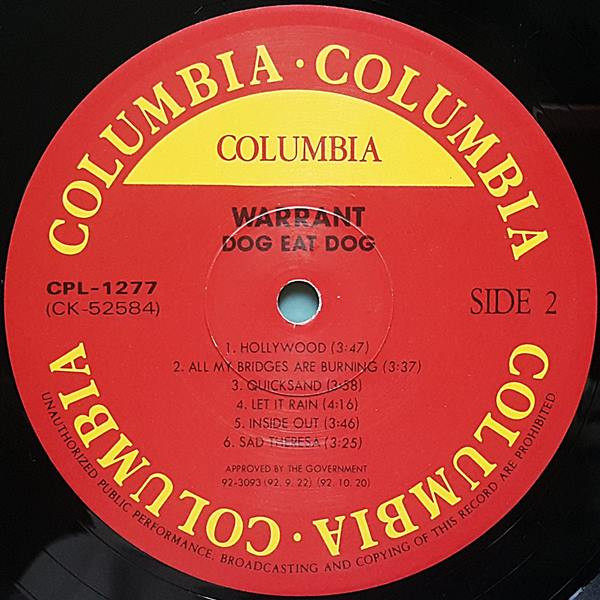 COLUMBIA · COLUMBIA
COLUMBIA
WARRANT
DOG EAT DOG
CPL-1277
(CK-52584)
SIDE 2
1. HOLLYWOOD (3:47)
2. ALL MY BRIDGES ARE BURNING (3:37)
3. QUICKSAND (3:58)
4. LET IT RAIN (4:16)
5. INSIDE OUT (3:46)
6. SAD THERESA (3:25)
APPROVED BY THE GOVERNMENT
92-3093 (92. 9. 22) (92. 10. 20)
COLUMBIA · COLUMBIA
UNAUTHORIZED PUBLIC PERFORMANCE, BROADCASTING AND COPYING OF THIS RECORD ARE PROHIBITED